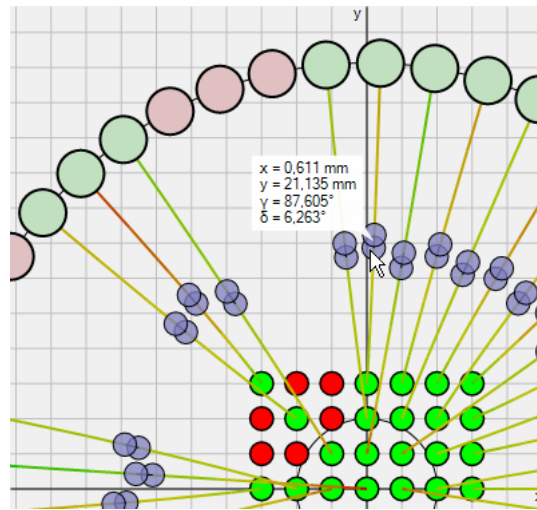 y
x = 0,611 mm
y = 21,135 mm
γ = 87,605°
δ = 6,263°